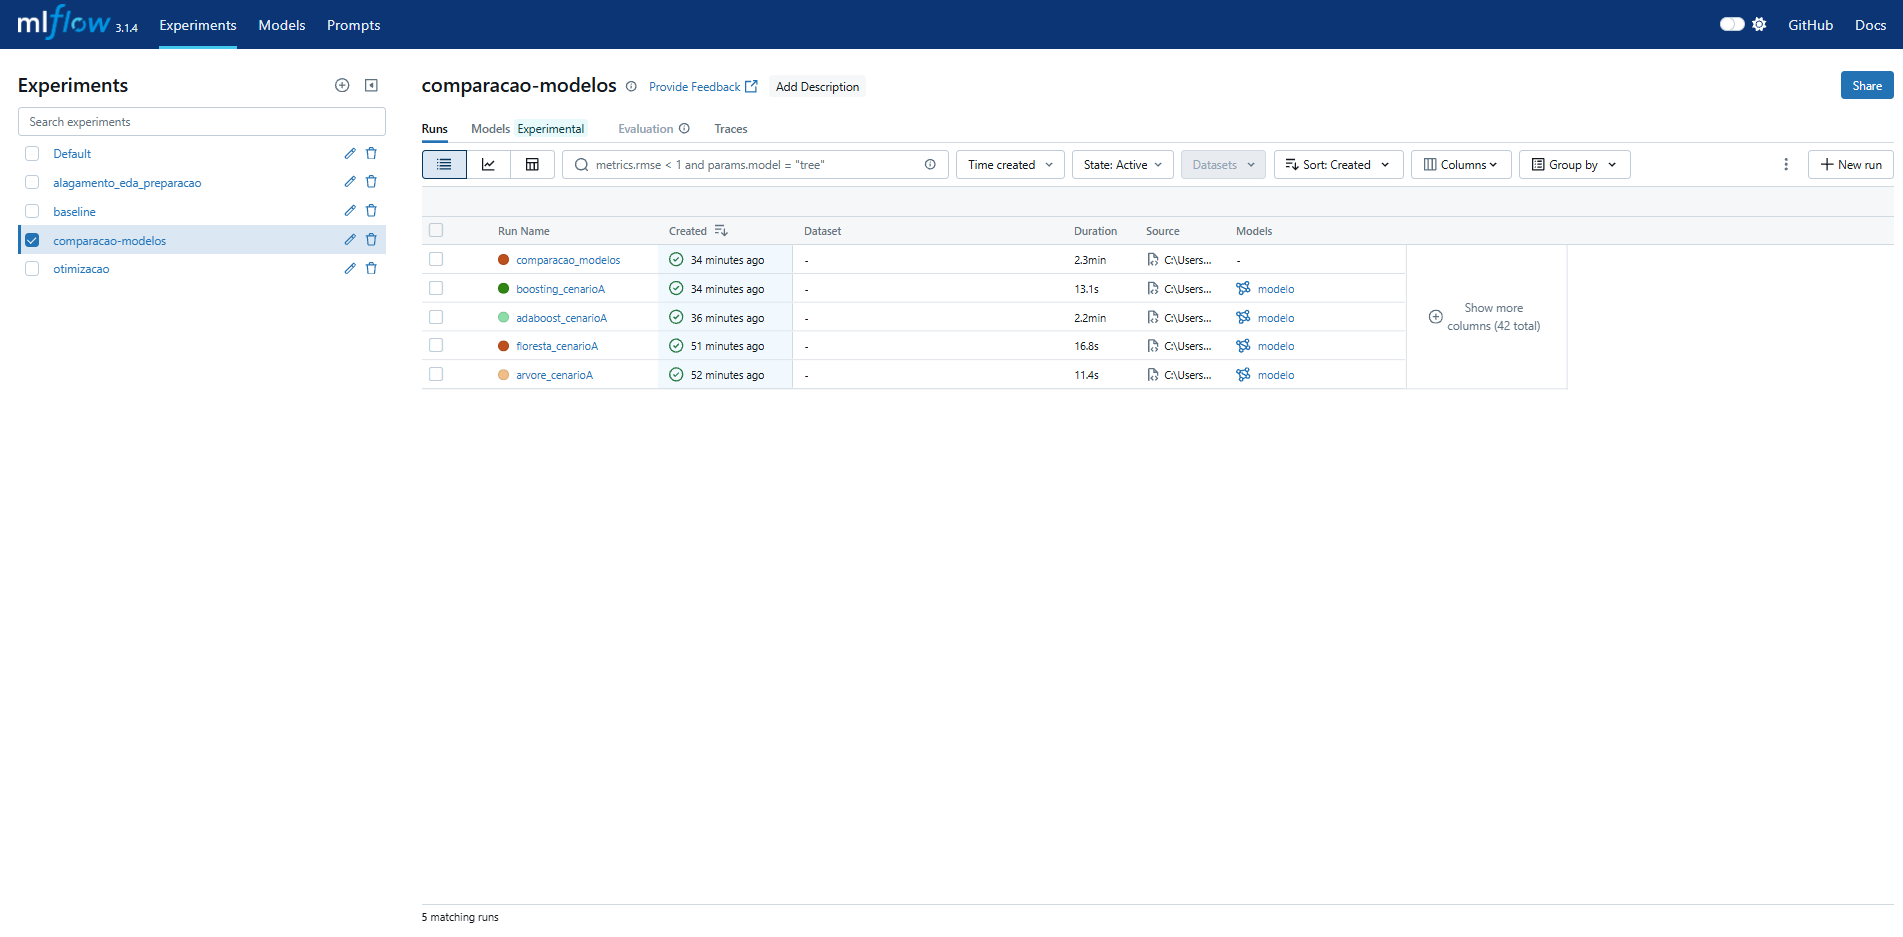 mlflow 3.1.4 Experiments Models Prompts GitHub Docs
Experiments
Search experiments
Default
alagamento_eda_preparacao
baseline
comparacao-modelos
otimizacao
comparacao-modelos Provide Feedback Add Description Share
Runs Models Experimental Evaluation Traces
metrics.rmse < 1 and params.model = "tree" Time created State: Active Datasets Sort: Created Columns Group by New run
Run Name Created Dataset Duration Source Models
comparacao_modelos 34 minutes ago - 2.3min C:\Users... -
boosting_cenarioA 34 minutes ago - 13.1s C:\Users... modelo
adaboost_cenarioA 36 minutes ago - 2.2min C:\Users... modelo
floresta_cenarioA 51 minutes ago - 16.8s C:\Users... modelo
arvore_cenarioA 52 minutes ago - 11.4s C:\Users... modelo
Show more
columns (42 total)
5 matching runs